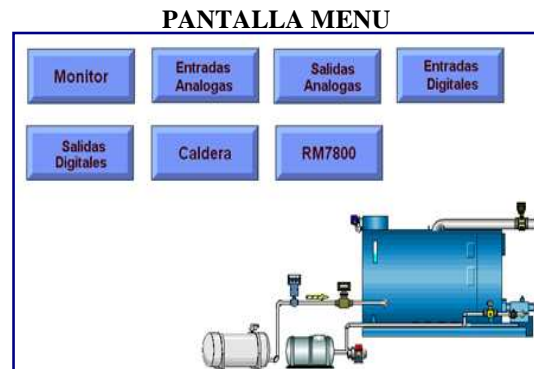 PANTALLA MENU
Monitor
Entradas
Analogas
Salidas
Analogas
Entradas
Digitales
Salidas
Digitales
Caldera
RM7800